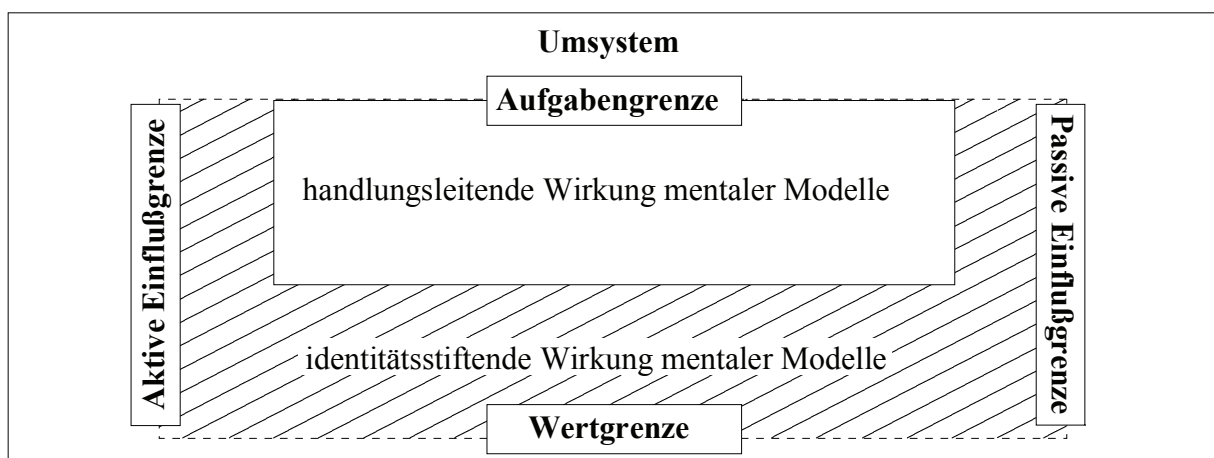 Umsystem
Aufgabengrenze
Aktive Einflußgrenze
handlungsleitende Wirkung mentaler Modelle
Passive Einflußgrenze
identitätsstiftende Wirkung mentaler Modelle
Wertgrenze